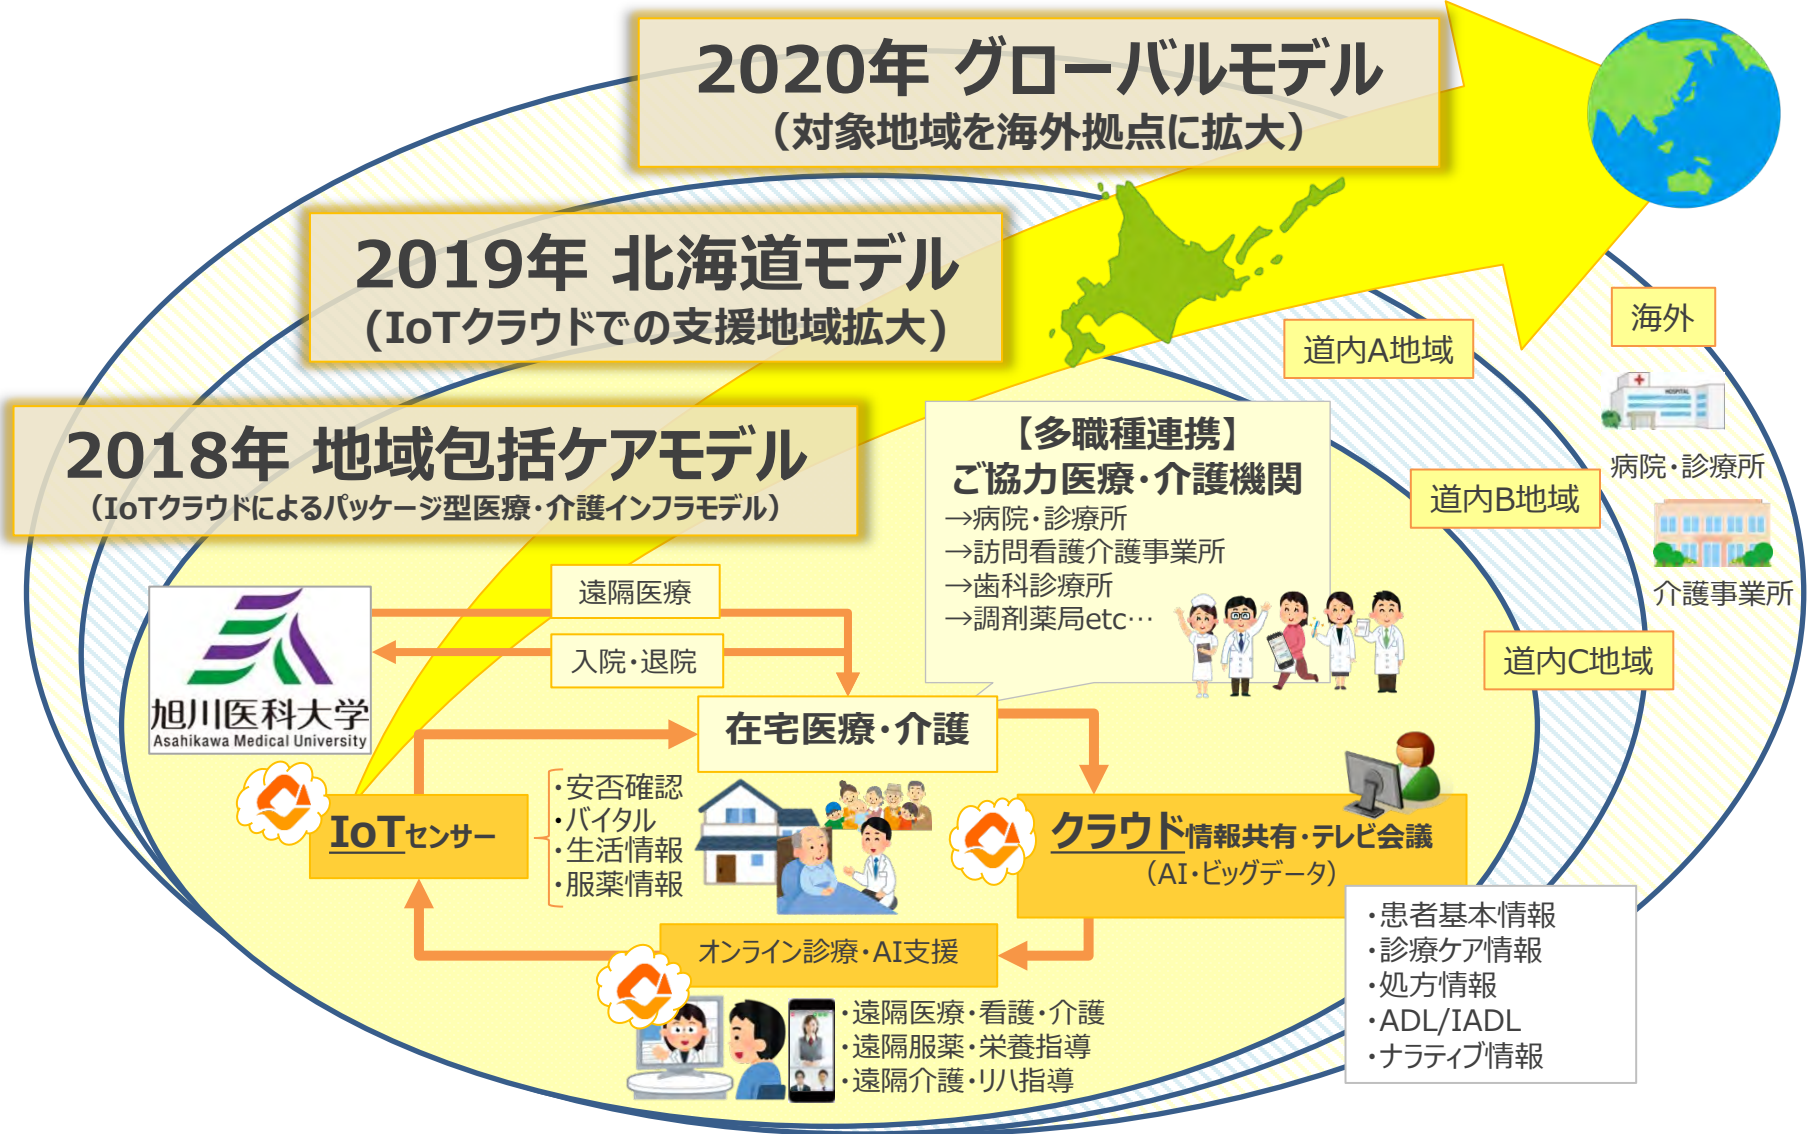 2020年 グローバルモデル
（対象地域を海外拠点に拡大）
2019年 北海道モデル
(IoTクラウドでの支援地域拡大)
2018年 地域包括ケアモデル
（IoTクラウドによるパッケージ型医療・介護インフラモデル）
海外
道内A地域
HOSPITAL
病院・診療所
道内B地域
介護事業所
道内C地域
【多職種連携】
ご協力医療・介護機関
→病院・診療所
→訪問看護介護事業所
→歯科診療所
→調剤薬局etc…
遠隔医療
入院・退院
旭川医科大学
Asahikawa Medical University
在宅医療・介護
IoTセンサー
・安否確認
・バイタル
・生活情報
・服薬情報
クラウド情報共有・テレビ会議
（AI・ビッグデータ）
・患者基本情報
・診療ケア情報
・処方情報
・ADL/IADL
・ナラティブ情報
オンライン診療・AI支援
・遠隔医療・看護・介護
・遠隔服薬・栄養指導
・遠隔介護・リハ指導